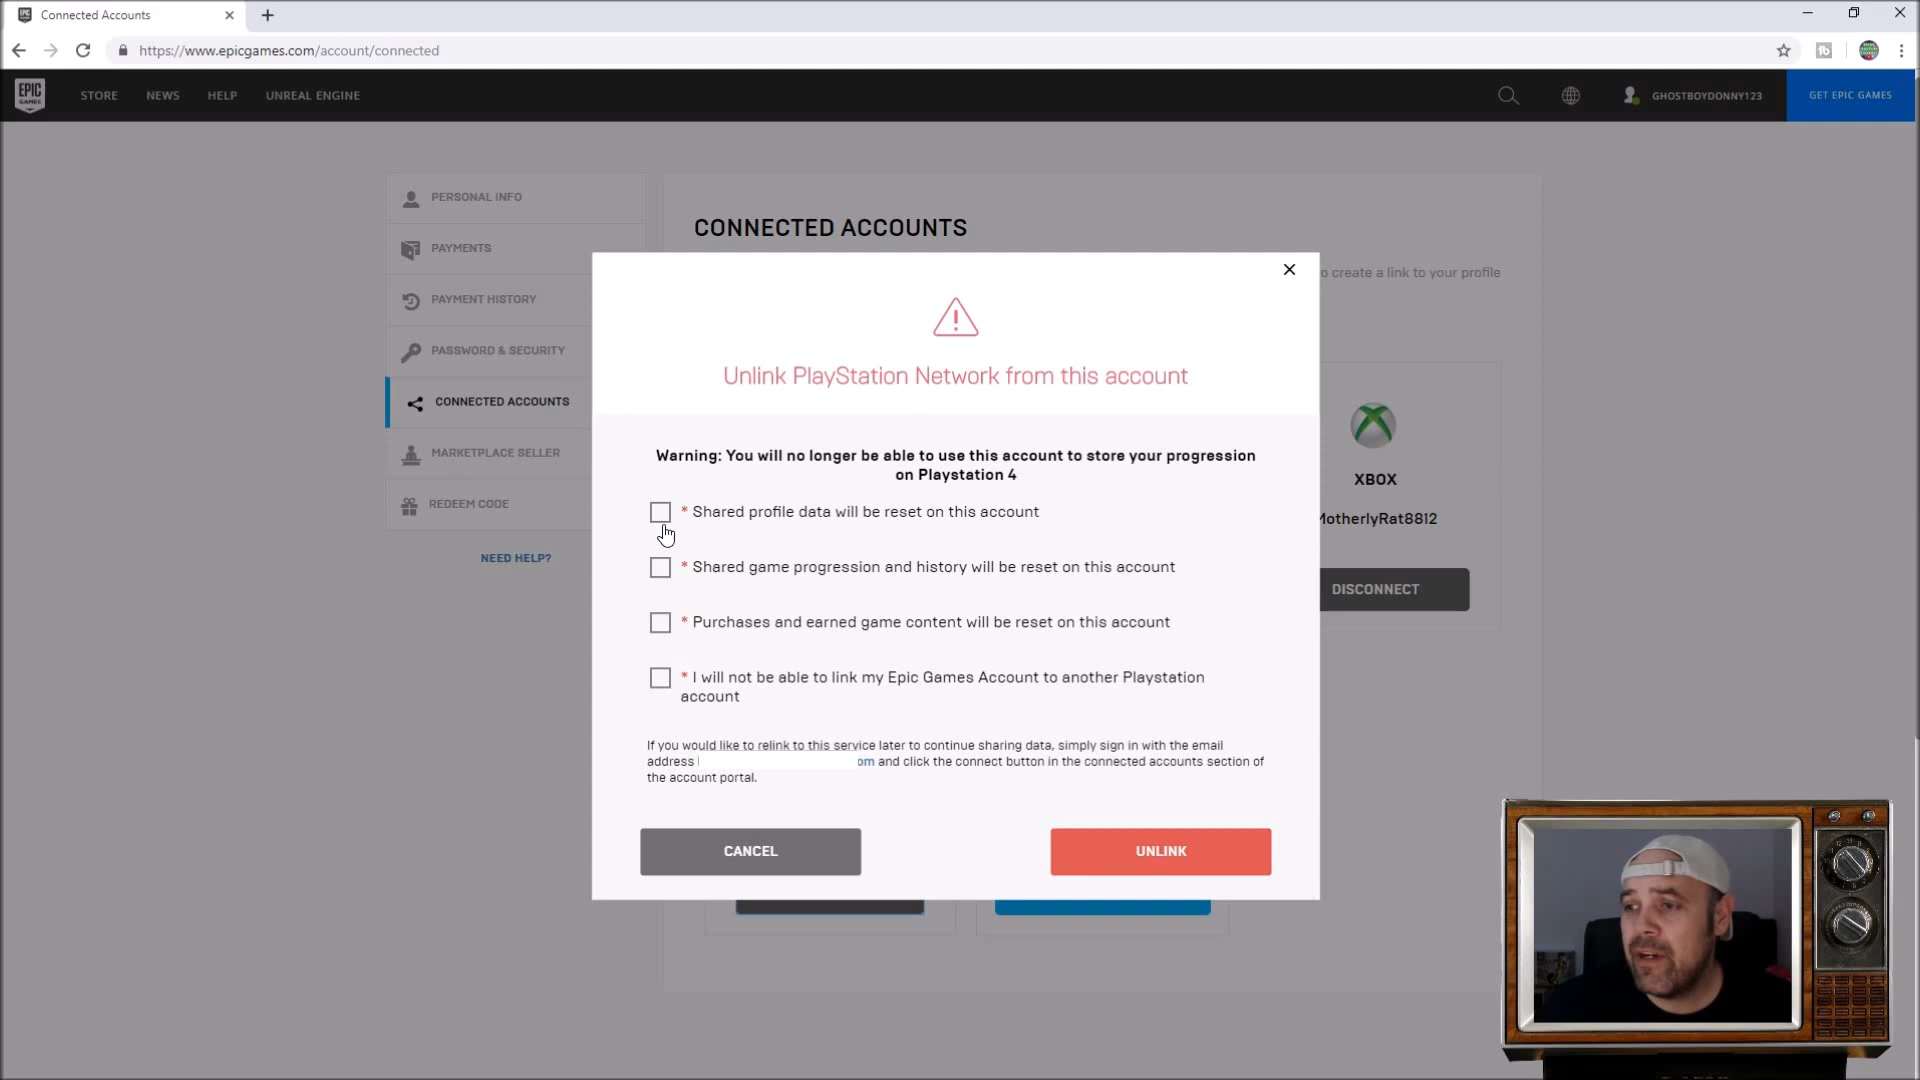 Connected Accounts
https://www.epicgames.com/account/connected
EPIC
GAMES
STORE
NEWS
HELP
UNREAL ENGINE
GHOSTBOYDONNY123
GET EPIC GAMES
PERSONAL INFO
PAYMENTS
PAYMENT HISTORY
PASSWORD & SECURITY
CONNECTED ACCOUNTS
MARKETPLACE SELLER
REDEEM CODE
NEED HELP?
CONNECTED ACCOUNTS
o create a link to your profile
Unlink PlayStation Network from this account
Warning: You will no longer be able to use this account to store your progression
on Playstation 4
* Shared profile data will be reset on this account
* Shared game progression and history will be reset on this account
* Purchases and earned game content will be reset on this account
* I will not be able to link my Epic Games Account to another Playstation
account
If you would like to relink to this service later to continue sharing data, simply sign in with the email
address om and click the connect button in the connected accounts section of
the account portal.
CANCEL
UNLINK
XBOX
MotherlyRat8812
DISCONNECT